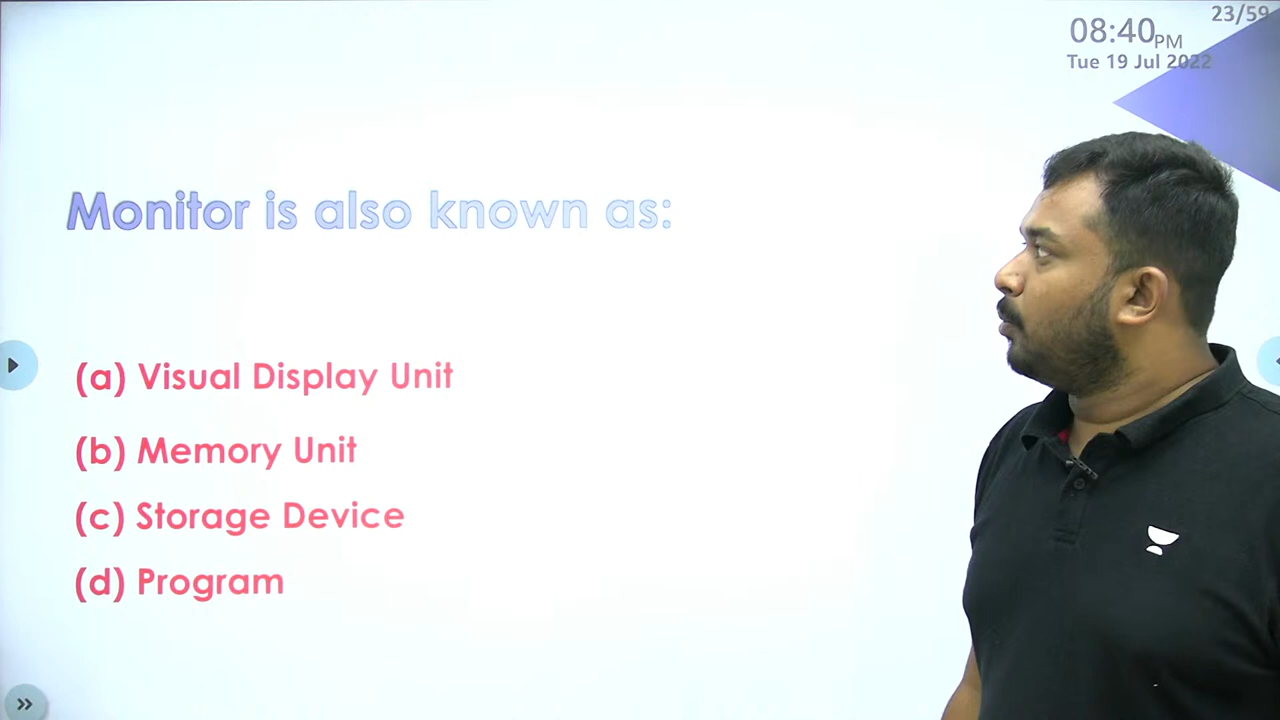 23/59
08:40PM
Tue 19 Jul 2022
Monitor is also known as:
(a) Visual Display Unit
(b) Memory Unit
(c) Storage Device
(d) Program